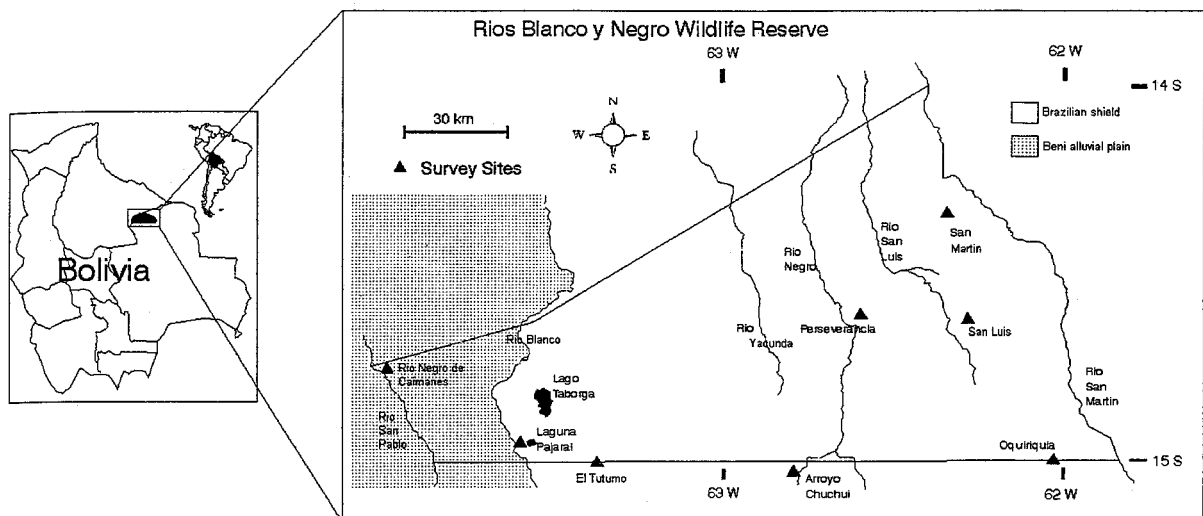 Rios Blanco y Negro Wildlife Reserve
63 W
62 W
14 S
30 km
N
W
E
S
Brazilian shield
Beni alluvial plain
Survey Sites
Bolivia
Rio
San
Luis
San
Martin
Rio
Negro
Rio Blanco
Rio
Yacunda
Perseverancia
San Luis
Rio Negro de
Caimanes
Lago
Taborga
Rio
San
Martin
Rio
San
Pablo
Laguna
Pajaral
Oquiriquia
15 S
El Tutumo
63 W
Arroyo
Chuchui
62 W